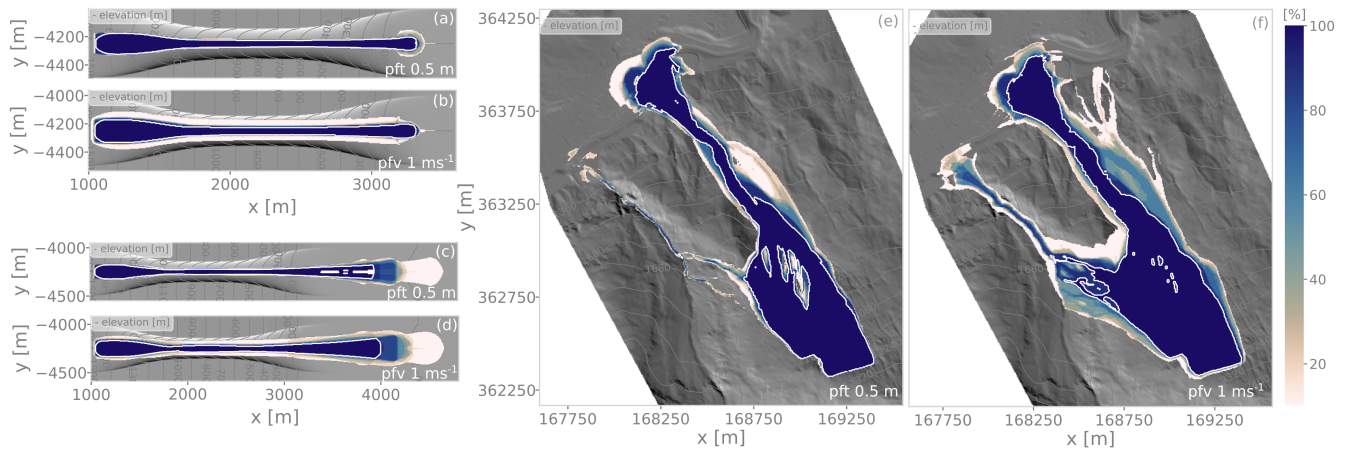 - elevation [m]
(a)
y [m]
−4200
−4400
pft 0.5 m
- elevation [m]
(b)
y [m]
−4000
−4200
−4400
pfv 1 ms⁻¹
1000
2000
3000
x [m]
- elevation [m]
(c)
y [m]
−4000
−4500
pft 0.5 m
- elevation [m]
(d)
y [m]
−4000
−4500
pfv 1 ms⁻¹
1000
2000
3000
4000
x [m]
- elevation [m]
(e)
y [m]
364250
363750
363250
362750
362250
pft 0.5 m
167750
168250
168750
169250
x [m]
- elevation [m]
(f)
pfv 1 ms⁻¹
167750
168250
168750
169250
x [m]
[%]
100
80
60
40
20